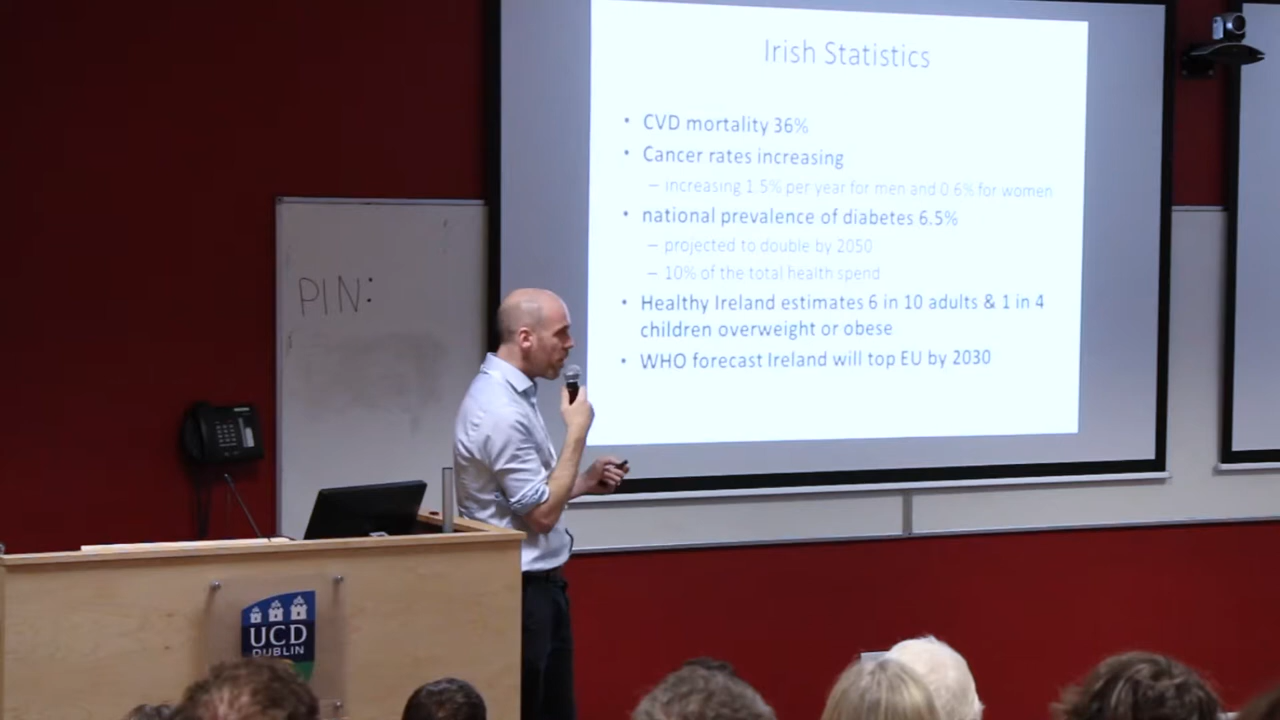 Irish Statistics
• CVD mortality 36%
• Cancer rates increasing
– increasing 1.5% per year for men and 0.6% for women
• national prevalence of diabetes 6.5%
– projected to double by 2050
– 10% of the total health spend
• Healthy Ireland estimates 6 in 10 adults & 1 in 4
children overweight or obese
• WHO forecast Ireland will top EU by 2030
PIN:
UCD
DUBLIN